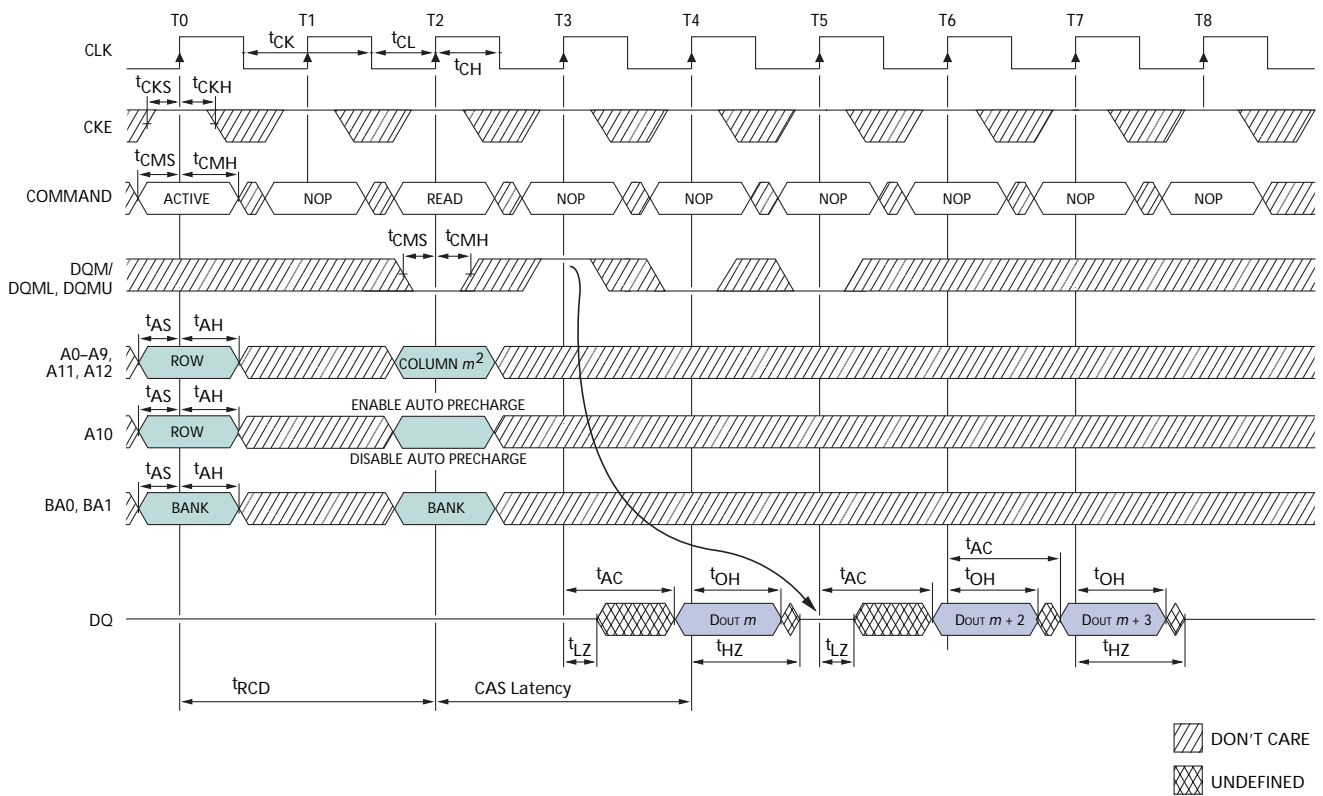 T0 T1 T2 T3 T4 T5 T6 T7 T8
CLK
tCK tCL
tCH
tCKS tCKH
CKE
tCMS tCMH
COMMAND ACTIVE NOP READ NOP NOP NOP NOP NOP NOP
tCMS tCMH
DQM/
DQML, DQMU
tAS tAH
A0–A9,
A11, A12
ROW COLUMN m2
tAS tAH ENABLE AUTO PRECHARGE
A10 ROW
DISABLE AUTO PRECHARGE
tAS tAH
BA0, BA1 BANK BANK
tAC
tAC tOH tAC tOH tOH
DQ DOUT m DOUT m + 2 DOUT m + 3
tLZ tHZ tLZ tHZ
tRCD CAS Latency
DON'T CARE
UNDEFINED